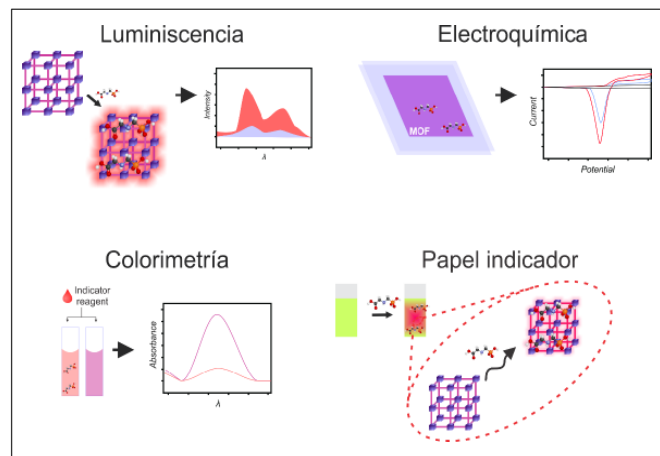 Luminiscencia
Intensity
λ
Electroquímica
MOF
Current
Potential
Colorimetría
Indicator
reagent
Absorbance
λ
Papel indicador